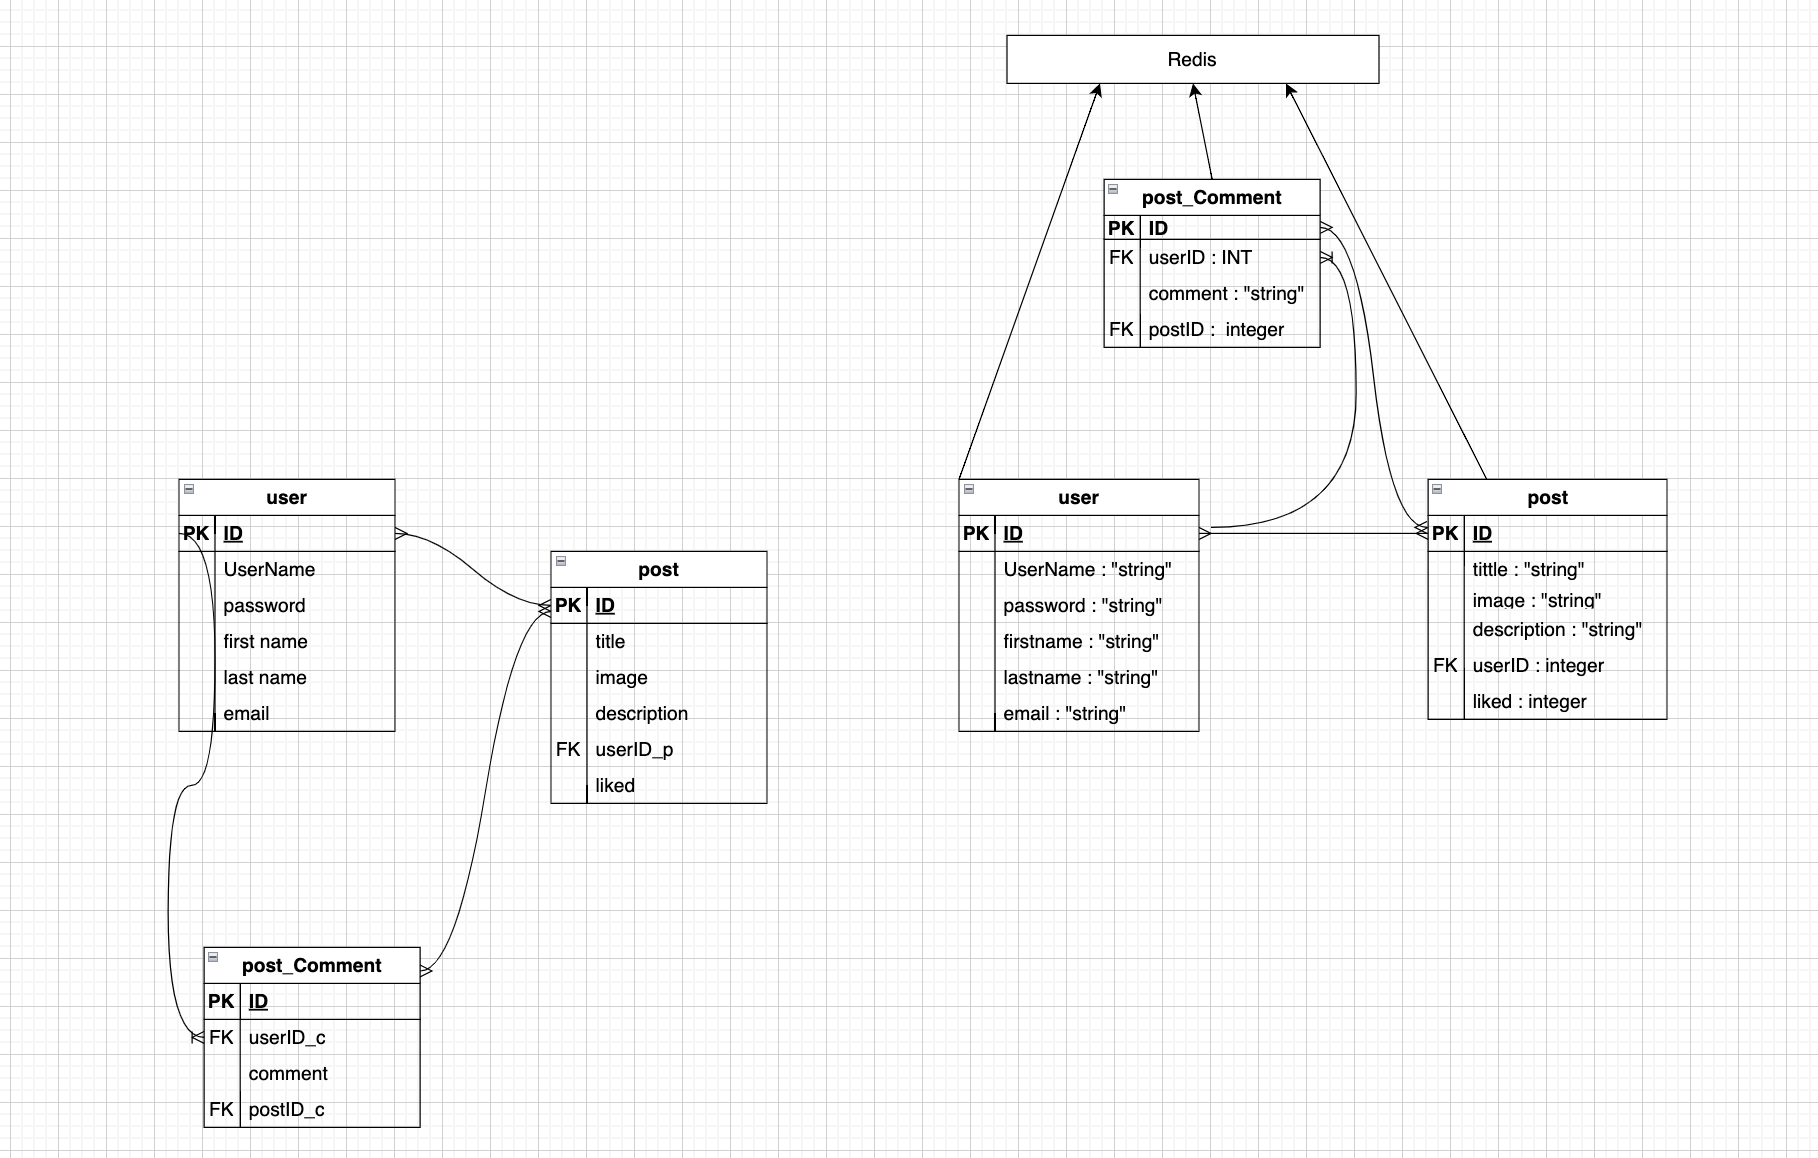 Redis
post_Comment
PK ID
FK userID : INT
comment : "string"
FK postID : integer
user
PK ID
UserName
password
first name
last name
email
post
PK ID
title
image
description
FK userID_p
liked
post_Comment
PK ID
FK userID_c
comment
FK postID_c
user
PK ID
UserName : "string"
password : "string"
firstname : "string"
lastname : "string"
email : "string"
post
PK ID
tittle : "string"
image : "string"
description : "string"
FK userID : integer
liked : integer